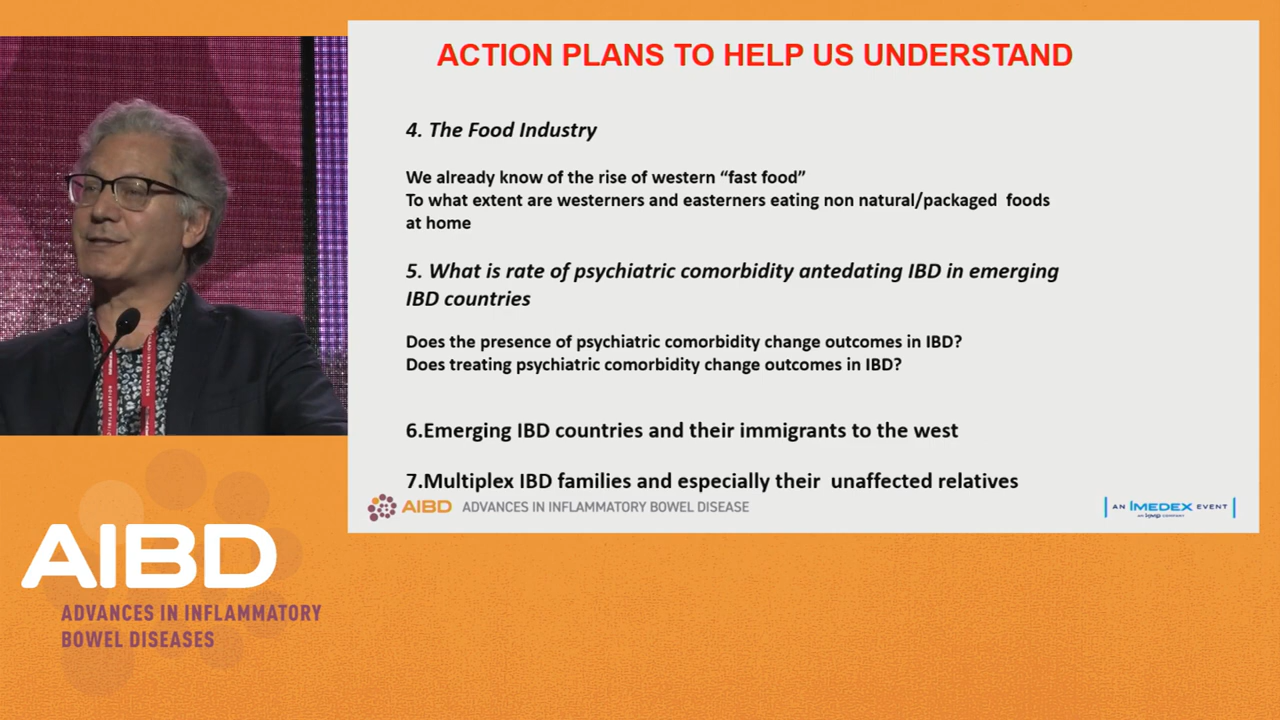 ACTION PLANS TO HELP US UNDERSTAND
4. The Food Industry
We already know of the rise of western “fast food”
To what extent are westerners and easterners eating non natural/packaged  foods
at home
5. What is rate of psychiatric comorbidity antedating IBD in emerging
IBD countries
Does the presence of psychiatric comorbidity change outcomes in IBD?
Does treating psychiatric comorbidity change outcomes in IBD?
6.Emerging IBD countries and their immigrants to the west
7.Multiplex IBD families and especially their  unaffected relatives
AIBD ADVANCES IN INFLAMMATORY BOWEL DISEASE
AN IMEDEX EVENT
AIBD
ADVANCES IN INFLAMMATORY
BOWEL DISEASES